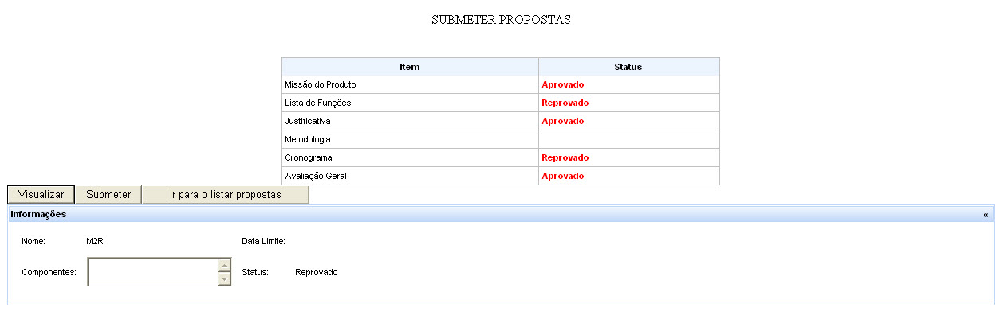 SUBMETER PROPOSTAS
Item Status
Missão do Produto Aprovado
Lista de Funções Reprovado
Justificativa Aprovado
Metodologia
Cronograma Reprovado
Avaliação Geral Aprovado
Visualizar Submeter Ir para o listar propostas
Informações «
Nome: M2R Data Limite:
Componentes: Status: Reprovado